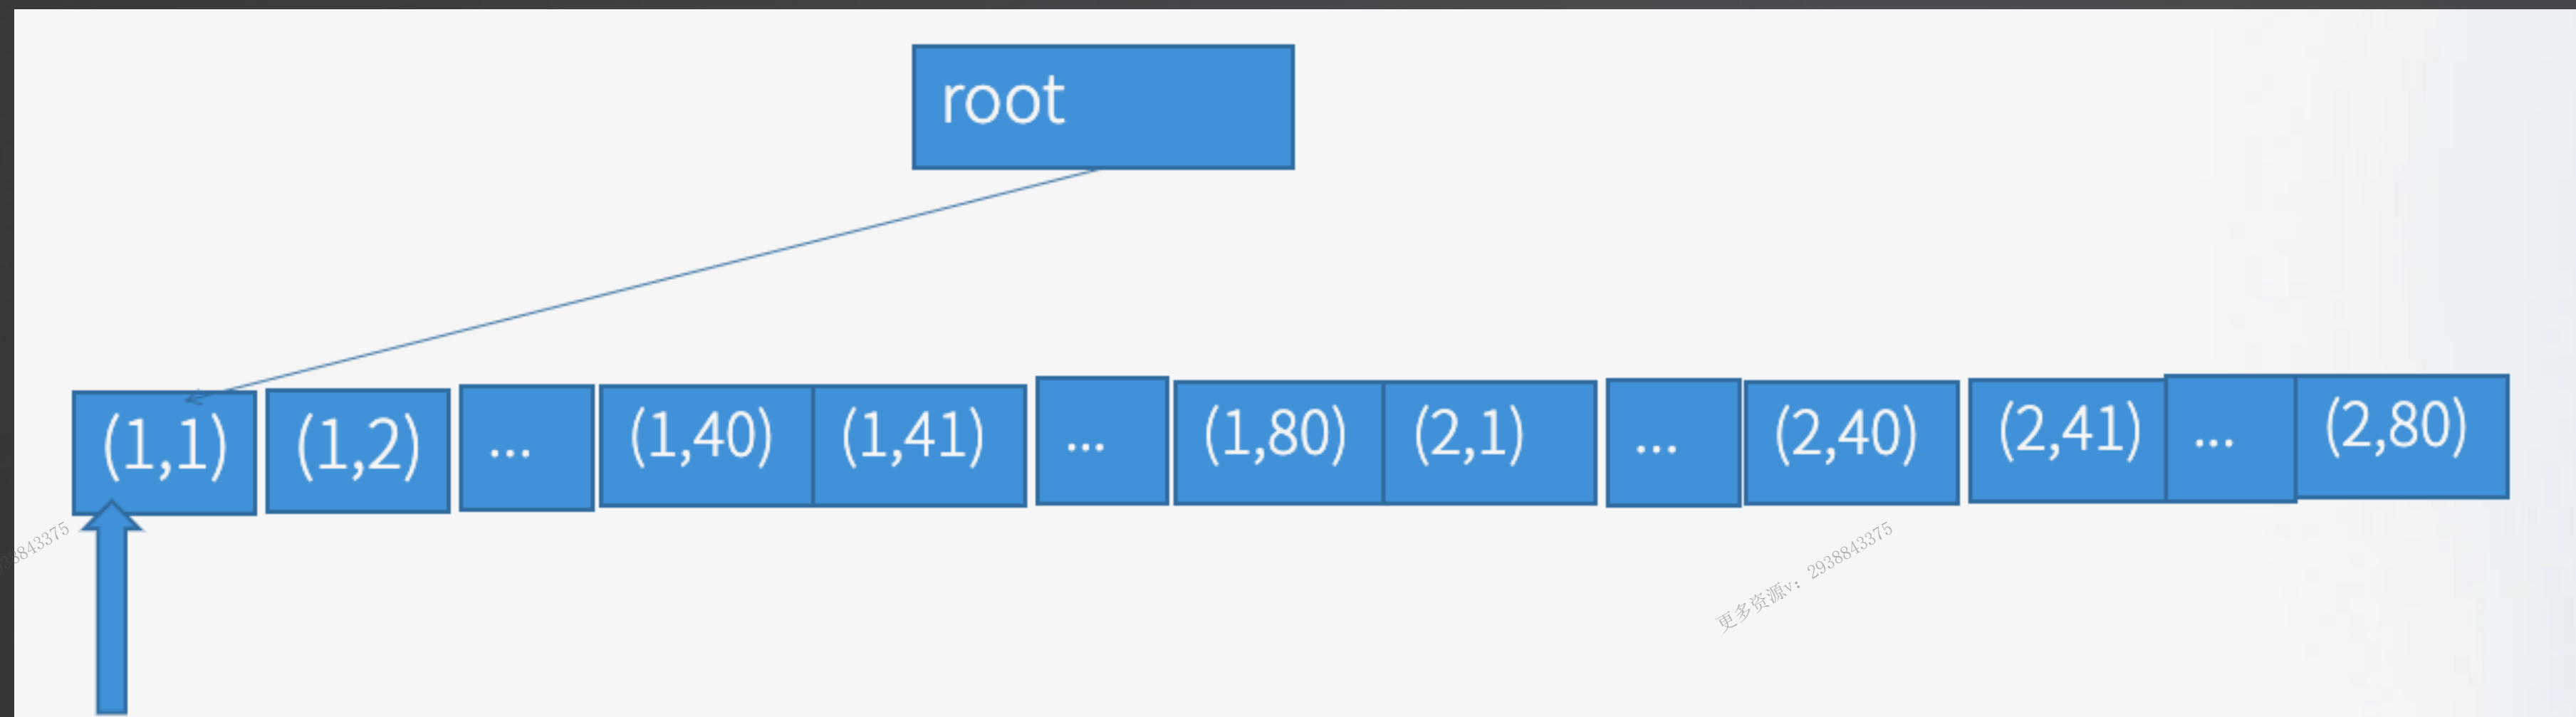 root
(1,1) (1,2) ... (1,40) (1,41) ... (1,80) (2,1) ... (2,40) (2,41) ... (2,80)
更多资源v：2938843375